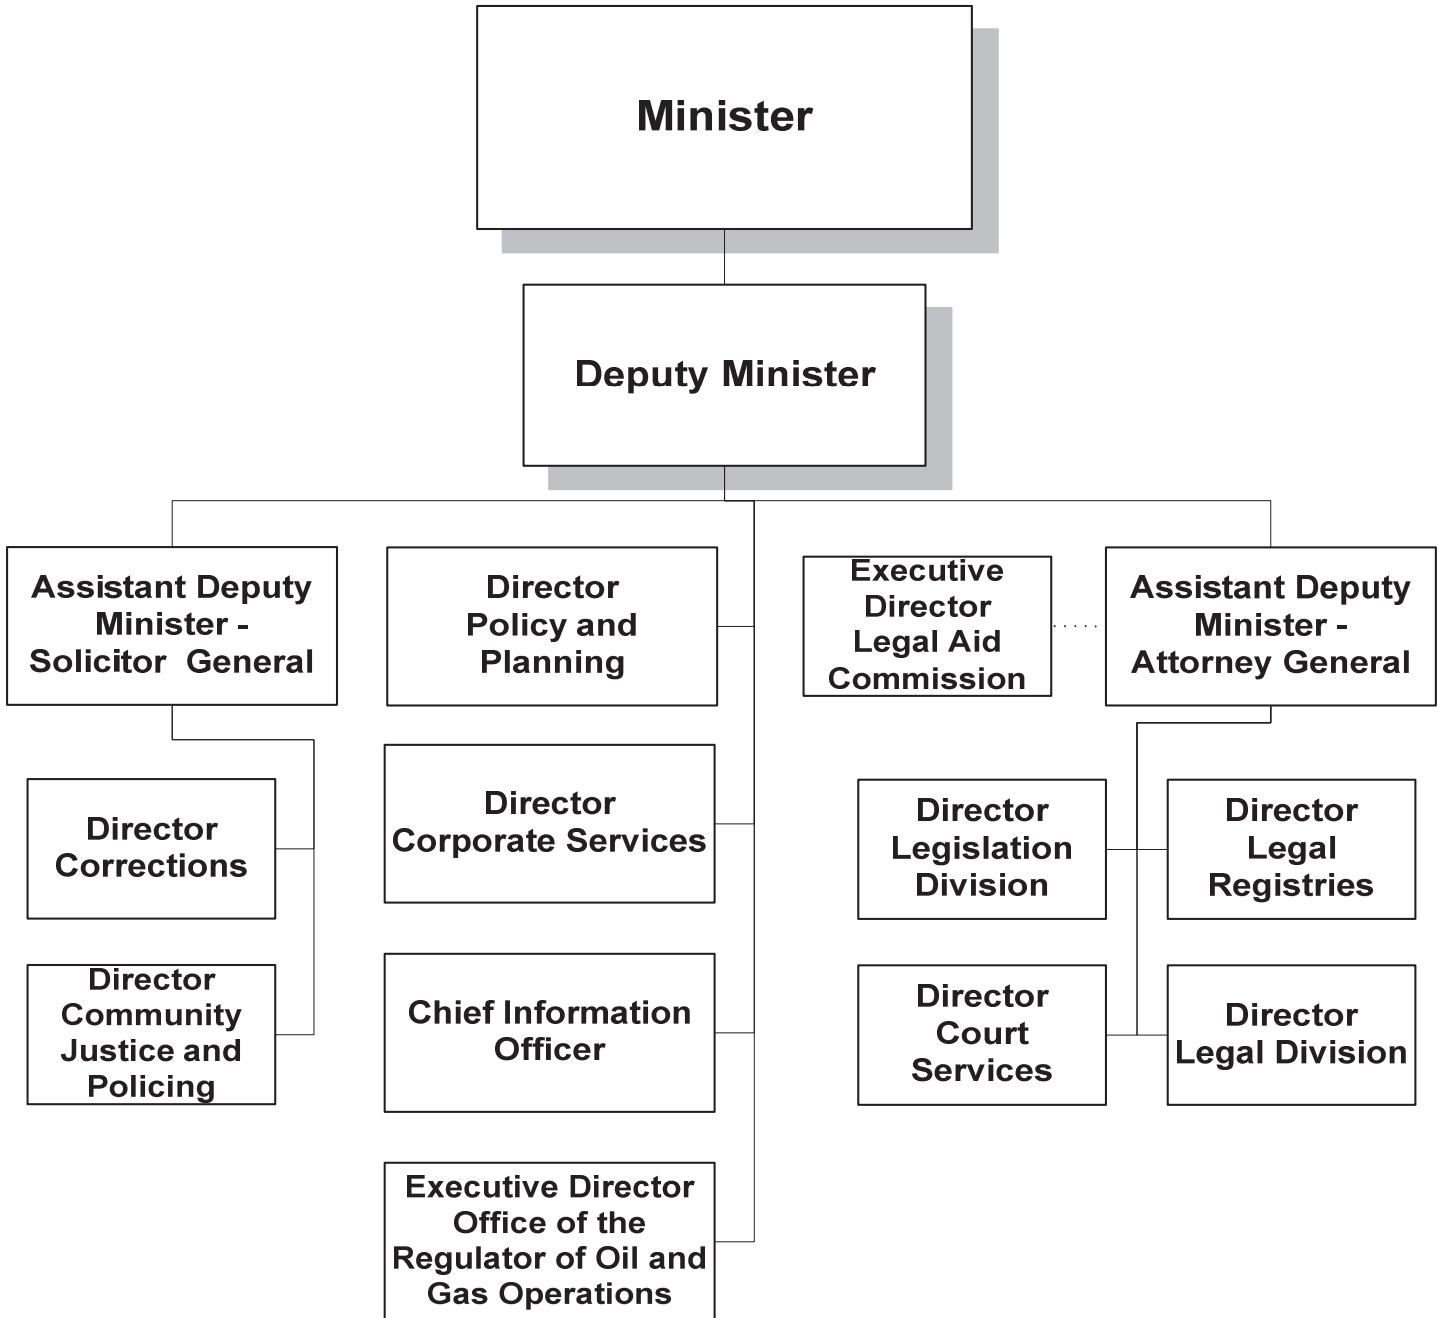 Minister
Deputy Minister
Assistant Deputy
Minister -
Solicitor General
Director
Policy and
Planning
Executive
Director
Legal Aid
Commission
Assistant Deputy
Minister -
Attorney General
Director
Corrections
Director
Corporate Services
Director
Legislation
Division
Director
Legal
Registries
Director
Community
Justice and
Policing
Chief Information
Officer
Director
Court
Services
Director
Legal Division
Executive Director
Office of the
Regulator of Oil and
Gas Operations